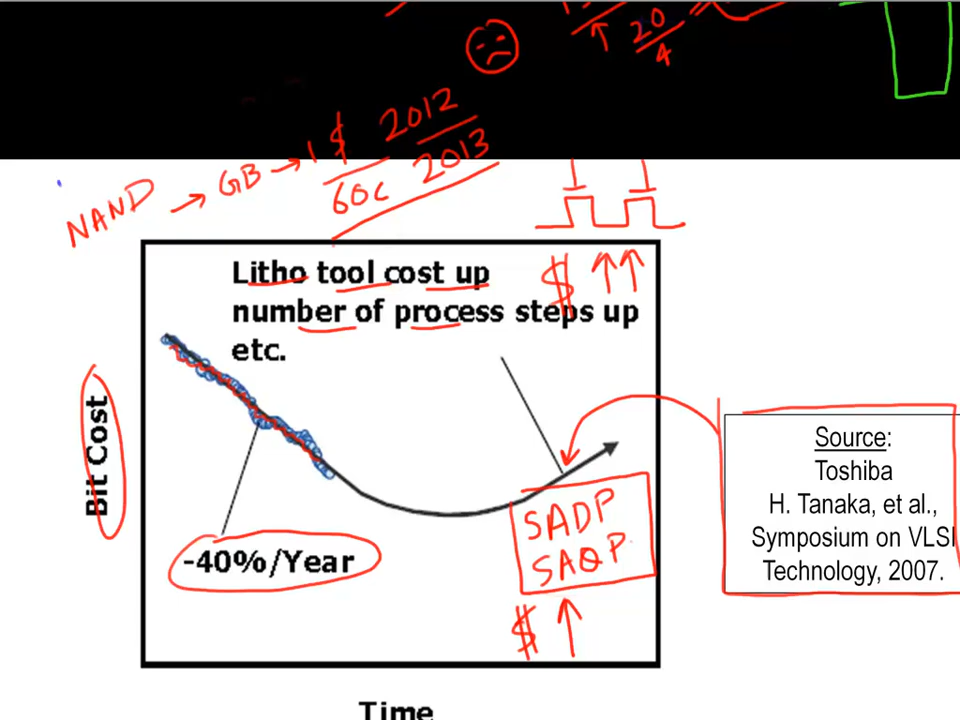 20
4
NAND → GB → 1 $ 2012
60c 2013
Litho tool cost up
number of process steps up
etc.
$ ↑↑
Bit Cost
-40%/Year
SADP
SAQP
$ ↑
Source:
Toshiba
H. Tanaka, et al.,
Symposium on VLSI
Technology, 2007.
Time